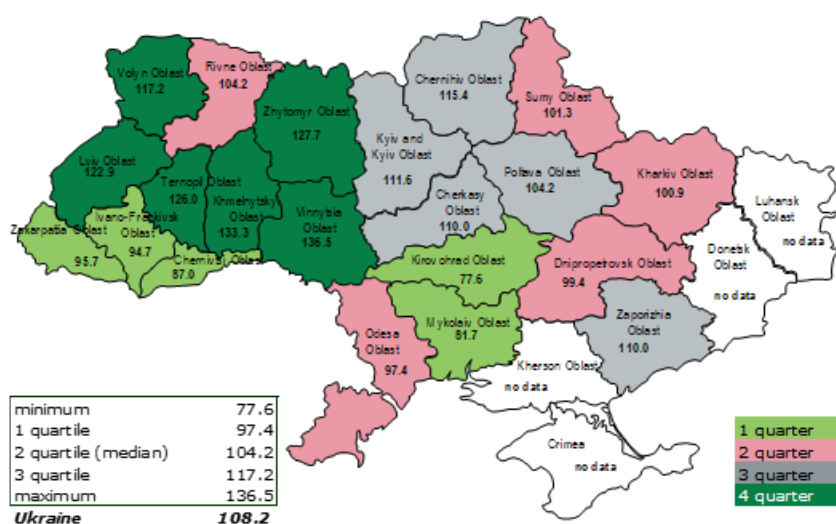 Volyn Oblast
117.2
Rivne Oblast
104.2
Zhytomyr Oblast
127.7
Kyiv and
Kyiv Oblast
111.6
Chernihiv Oblast
115.4
Sumy Oblast
101.3
Lviv Oblast
122.9
Ternopil Oblast
126.0
Khmelnytsky
Oblast
133.3
Vinnytsia
Oblast
136.5
Cherkasy
Oblast
110.0
Poltava Oblast
104.2
Kharkiv Oblast
100.9
Luhansk
Oblast
no data
Zakarpatia Oblast
95.7
Ivano-Frankivsk
Oblast
94.7
Chernivtsi Oblast
87.0
Kirovohrad Oblast
77.6
Dnipropetrovsk Oblast
99.4
Donetsk
Oblast
no data
Odesa
Oblast
97.4
Mykolaiv Oblast
81.7
Zaporizhia
Oblast
110.0
Kherson Oblast
no data
Crimea
no data
minimum 77.6
1 quartile 97.4
2 quartile (median) 104.2
3 quartile 117.2
maximum 136.5
Ukraine 108.2
1 quarter
2 quarter
3 quarter
4 quarter